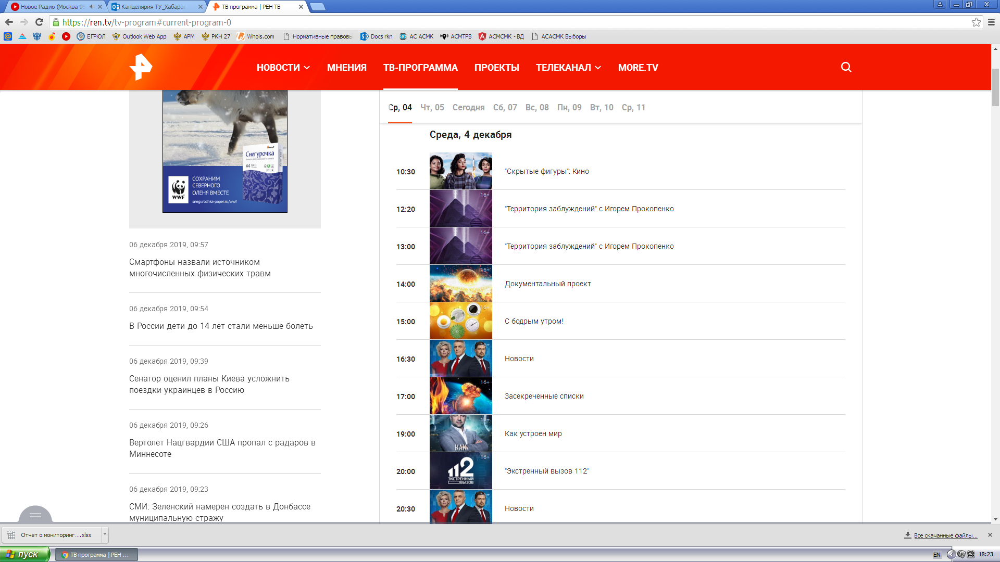 Новое Радио (Москва 98
Канцелярия ТУ_Хабаров
ТВ программа | РЕН ТВ
https://ren.tv/tv-program#current-program-0
ЕГРЮЛ
Outlook Web App
АРМ
РКН 27
Whois.com
Нормативные правовы
Docs rkn
АС АСМК
АСМТРВ
АСМСМК - ВД
АСАСМК Выборы
НОВОСТИ
МНЕНИЯ
ТВ-ПРОГРАММА
ПРОЕКТЫ
ТЕЛЕКАНАЛ
MORE.TV
Снегурочка
A4
СОХРАНИМ
СЕВЕРНОГО
ОЛЕНЯ ВМЕСТЕ
WWF
snegurochka-paper.ru/wwf
06 декабря 2019, 09:57
Смартфоны назвали источником
многочисленных физических травм
06 декабря 2019, 09:54
В России дети до 14 лет стали меньше болеть
06 декабря 2019, 09:39
Сенатор оценил планы Киева усложнить
поездки украинцев в Россию
06 декабря 2019, 09:26
Вертолет Нацгвардии США пропал с радаров в
Миннесоте
06 декабря 2019, 09:23
СМИ: Зеленский намерен создать в Донбассе
муниципальную стражу
Ср, 04 Чт, 05 Сегодня Сб, 07 Вс, 08 Пн, 09 Вт, 10 Ср, 11
Среда, 4 декабря
10:30 16+ "Скрытые фигуры": Кино
12:20 16+ "Территория заблуждений" с Игорем Прокопенко
13:00 16+ "Территория заблуждений" с Игорем Прокопенко
14:00 16+ Документальный проект
15:00 16+ С бодрым утром!
16:30 16+ Новости
17:00 16+ Засекреченные списки
19:00 16+ КАК Как устроен мир
20:00 16+ 112 ЭКСТРЕННЫЙ ВЫЗОВ "Экстренный вызов 112"
20:30 16+ Новости
Отчет о мониторинг....xlsx
Все скачанные файлы...
пуск
ТВ программа | РЕН ...
EN
18:23